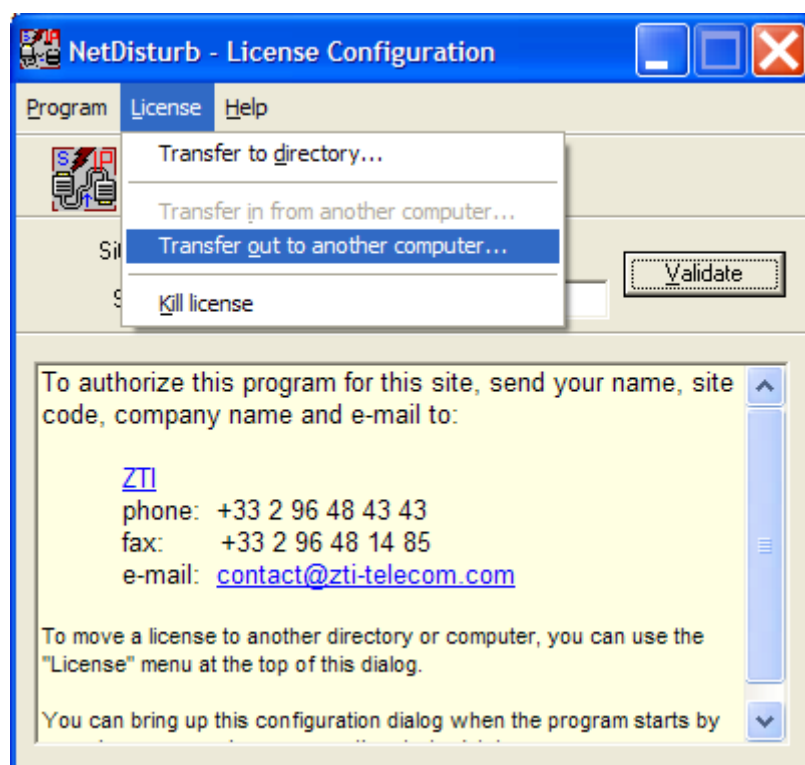 NetDisturb - License Configuration
Program License Help
Transfer to directory...
Transfer in from another computer...
Transfer out to another computer...
Kill license
Validate
To authorize this program for this site, send your name, site
code, company name and e-mail to:
ZTI
phone: +33 2 96 48 43 43
fax: +33 2 96 48 14 85
e-mail: contact@zti-telecom.com
To move a license to another directory or computer, you can use the
"License" menu at the top of this dialog.
You can bring up this configuration dialog when the program starts by